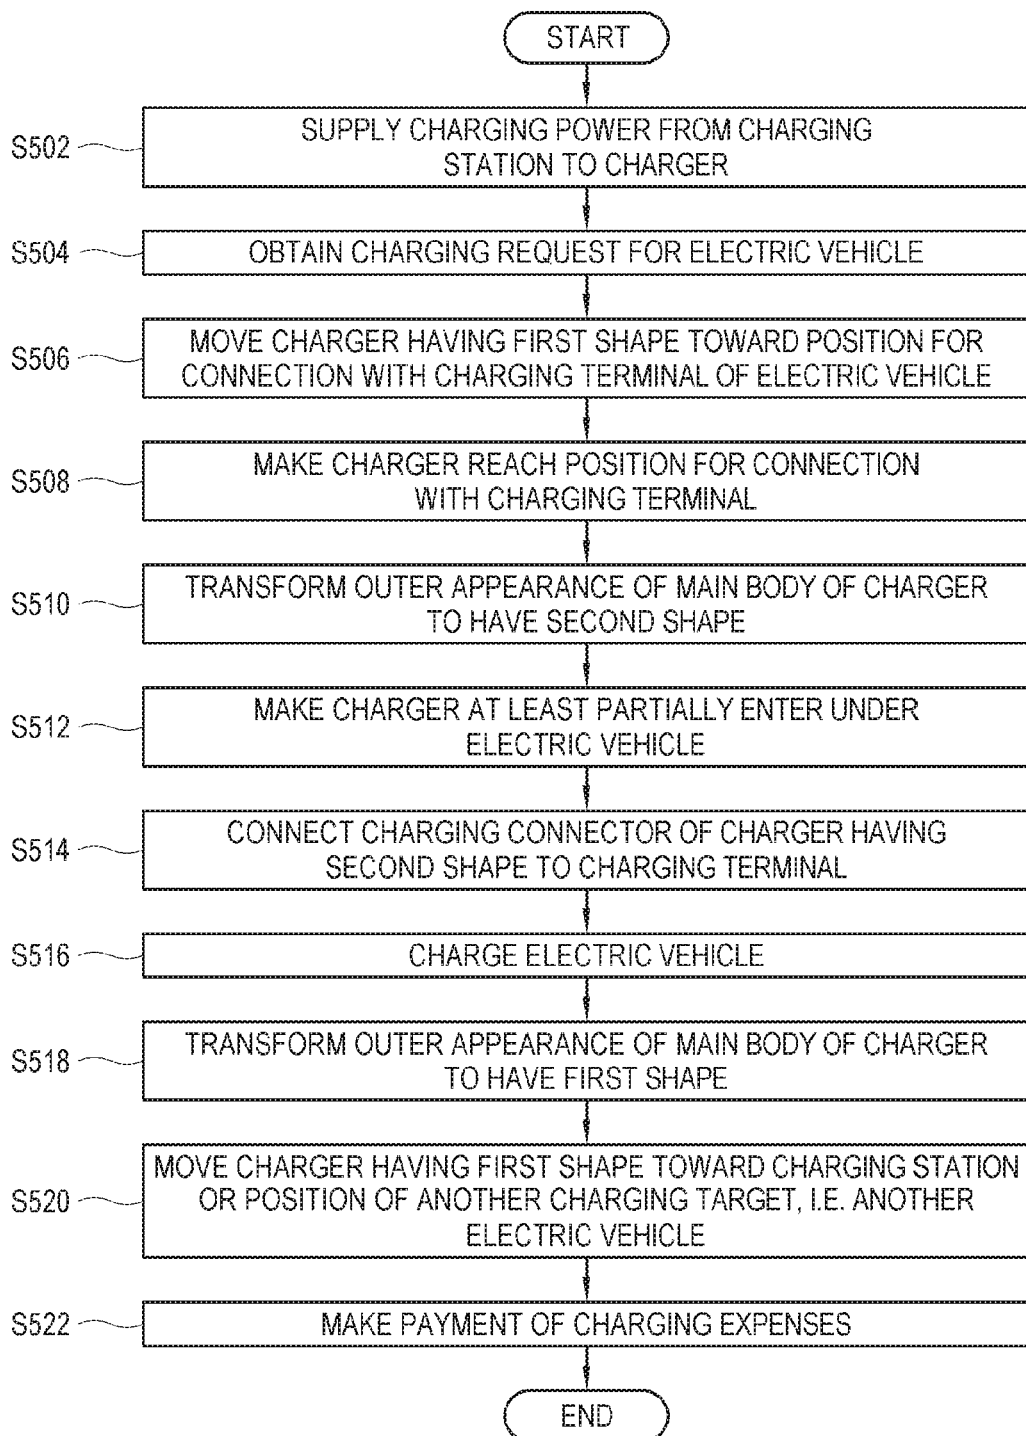 START
S502
SUPPLY CHARGING POWER FROM CHARGING
STATION TO CHARGER
S504
OBTAIN CHARGING REQUEST FOR ELECTRIC VEHICLE
S506
MOVE CHARGER HAVING FIRST SHAPE TOWARD POSITION FOR
CONNECTION WITH CHARGING TERMINAL OF ELECTRIC VEHICLE
S508
MAKE CHARGER REACH POSITION FOR CONNECTION
WITH CHARGING TERMINAL
S510
TRANSFORM OUTER APPEARANCE OF MAIN BODY OF CHARGER
TO HAVE SECOND SHAPE
S512
MAKE CHARGER AT LEAST PARTIALLY ENTER UNDER
ELECTRIC VEHICLE
S514
CONNECT CHARGING CONNECTOR OF CHARGER HAVING
SECOND SHAPE TO CHARGING TERMINAL
S516
CHARGE ELECTRIC VEHICLE
S518
TRANSFORM OUTER APPEARANCE OF MAIN BODY OF CHARGER
TO HAVE FIRST SHAPE
S520
MOVE CHARGER HAVING FIRST SHAPE TOWARD CHARGING STATION
OR POSITION OF ANOTHER CHARGING TARGET, I.E. ANOTHER
ELECTRIC VEHICLE
S522
MAKE PAYMENT OF CHARGING EXPENSES
END